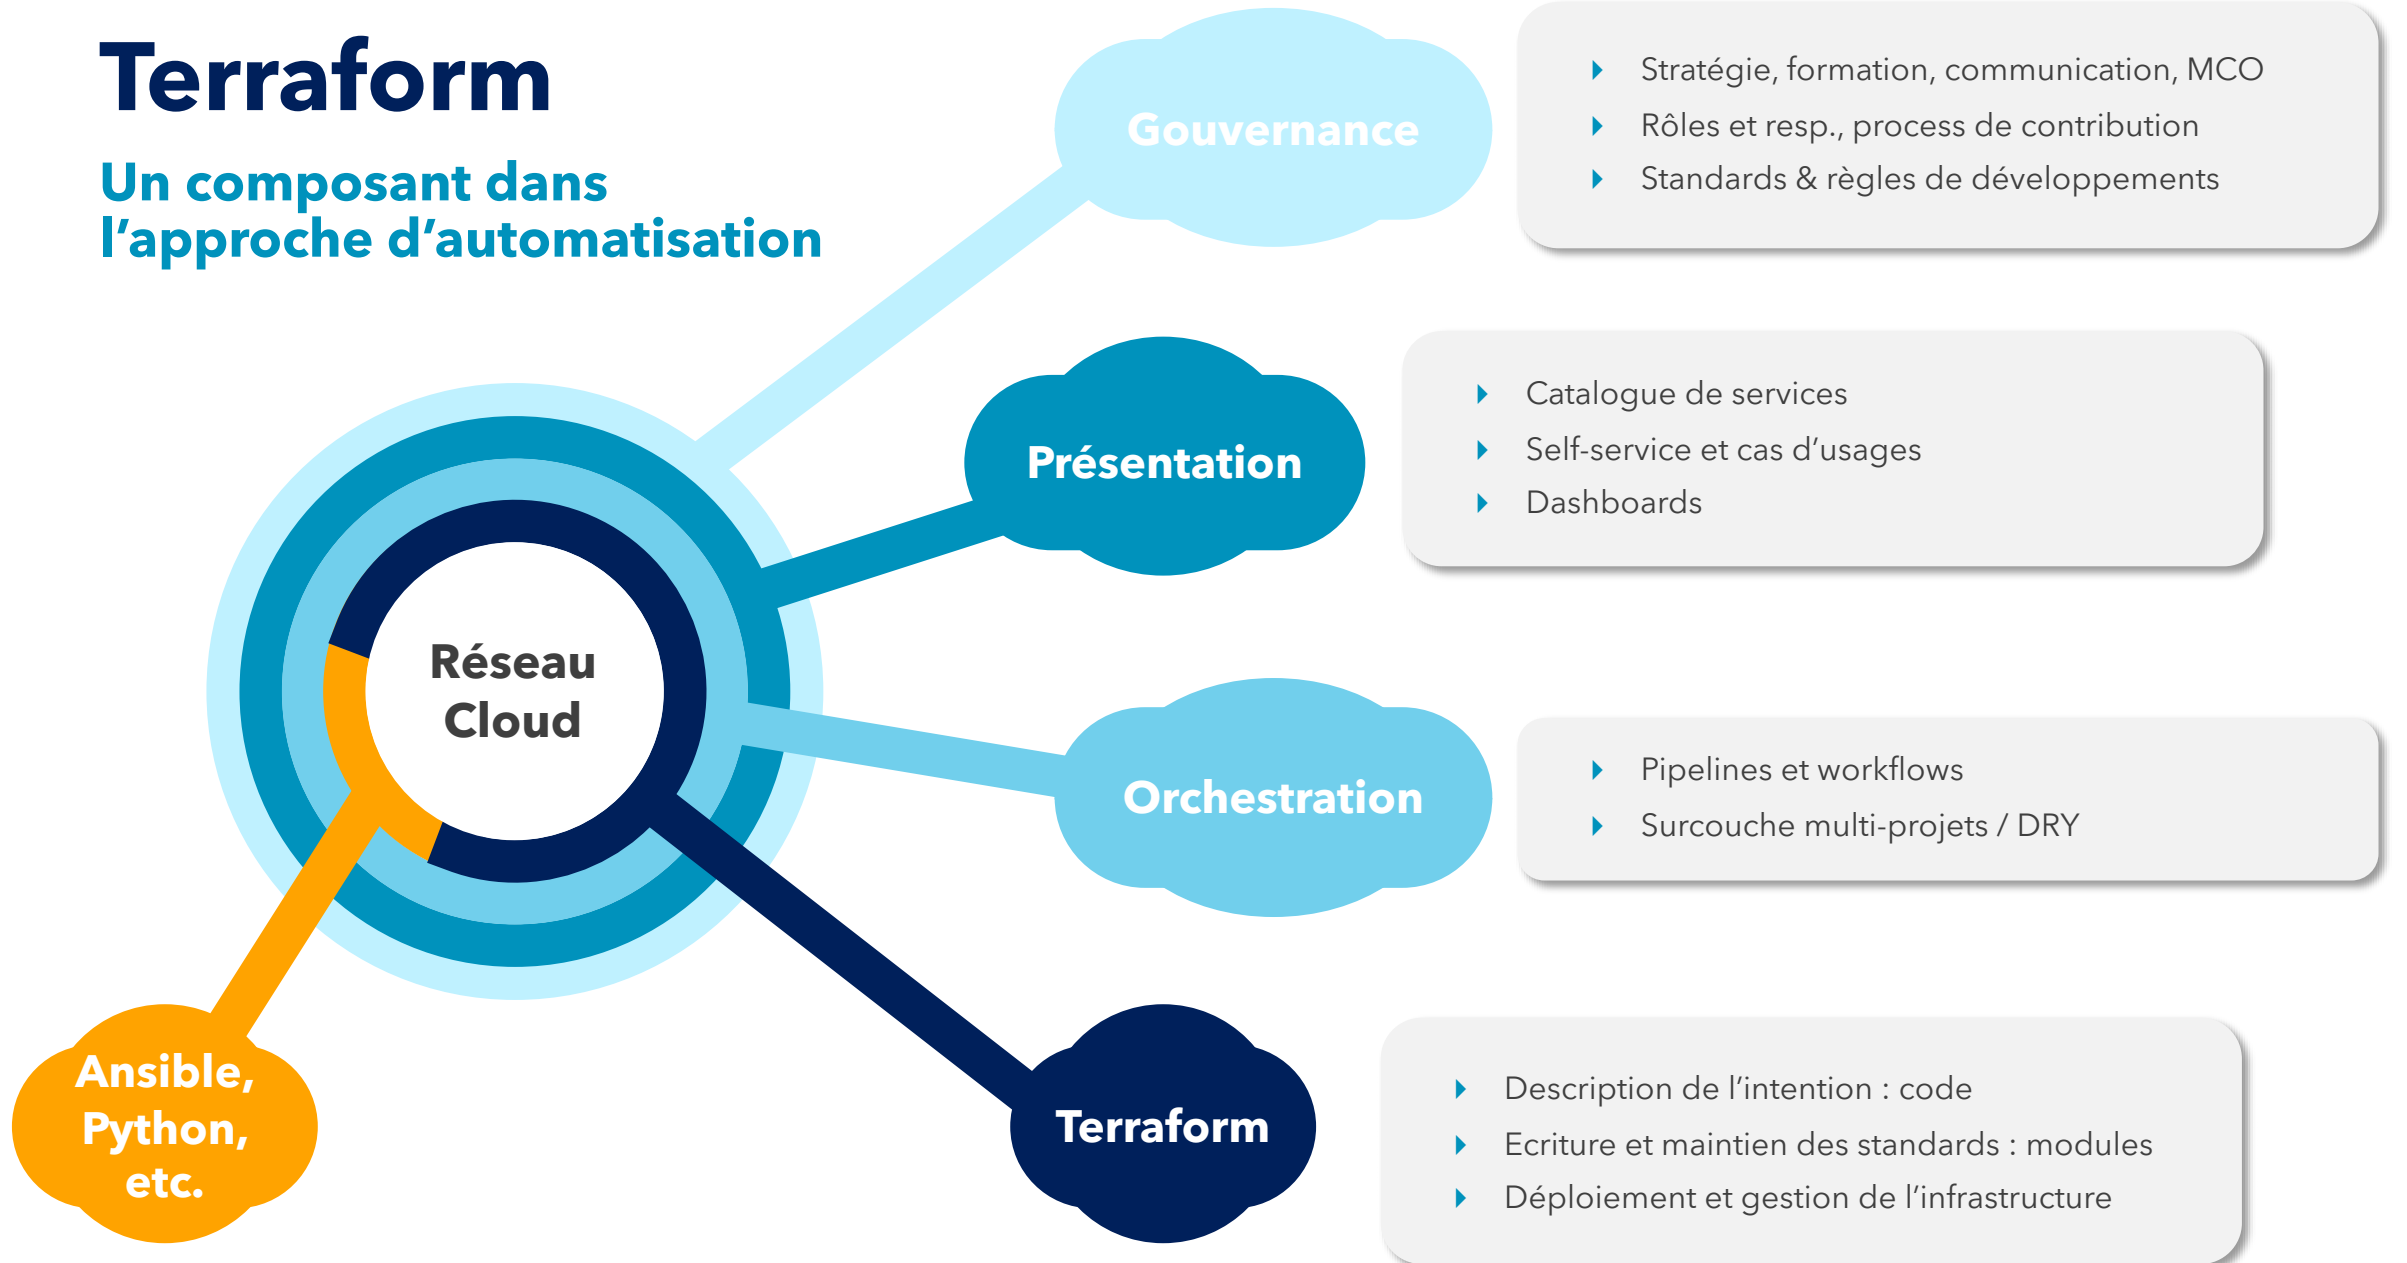 Terraform
Un composant dans
l’approche d’automatisation
Gouvernance
Stratégie, formation, communication, MCO
Rôles et resp., process de contribution
Standards & règles de développements
Présentation
Catalogue de services
Self-service et cas d’usages
Dashboards
Réseau
Cloud
Orchestration
Pipelines et workflows
Surcouche multi-projets / DRY
Ansible,
Python,
etc.
Terraform
Description de l’intention : code
Ecriture et maintien des standards : modules
Déploiement et gestion de l’infrastructure